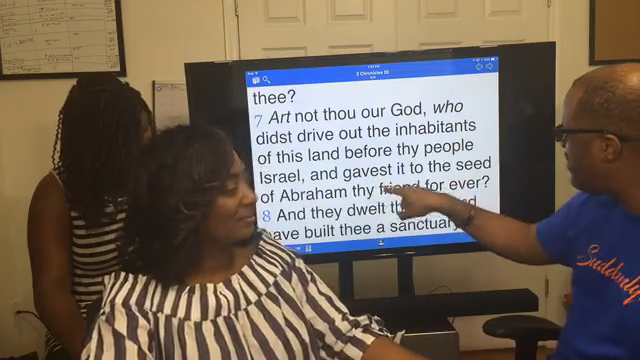 2 Chronicles 20
thee?
7 Art not thou our God, who
didst drive out the inhabitants
of this land before thy people
Israel, and gavest it to the seed
of Abraham thy friend for ever?
8 And they dwelt
have built thee a sanctuary
Suddenly